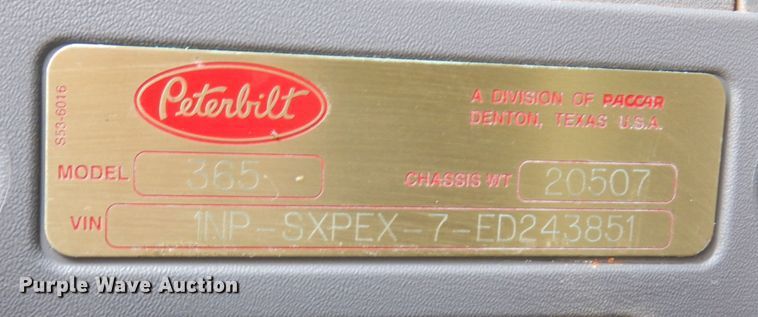 Peterbilt
A DIVISION OF PACCAR
DENTON, TEXAS U.S.A.
S53-6016
MODEL 365 CHASSIS WT 20507
VIN 1NP-SXPEX-7-ED243851
Purple Wave Auction